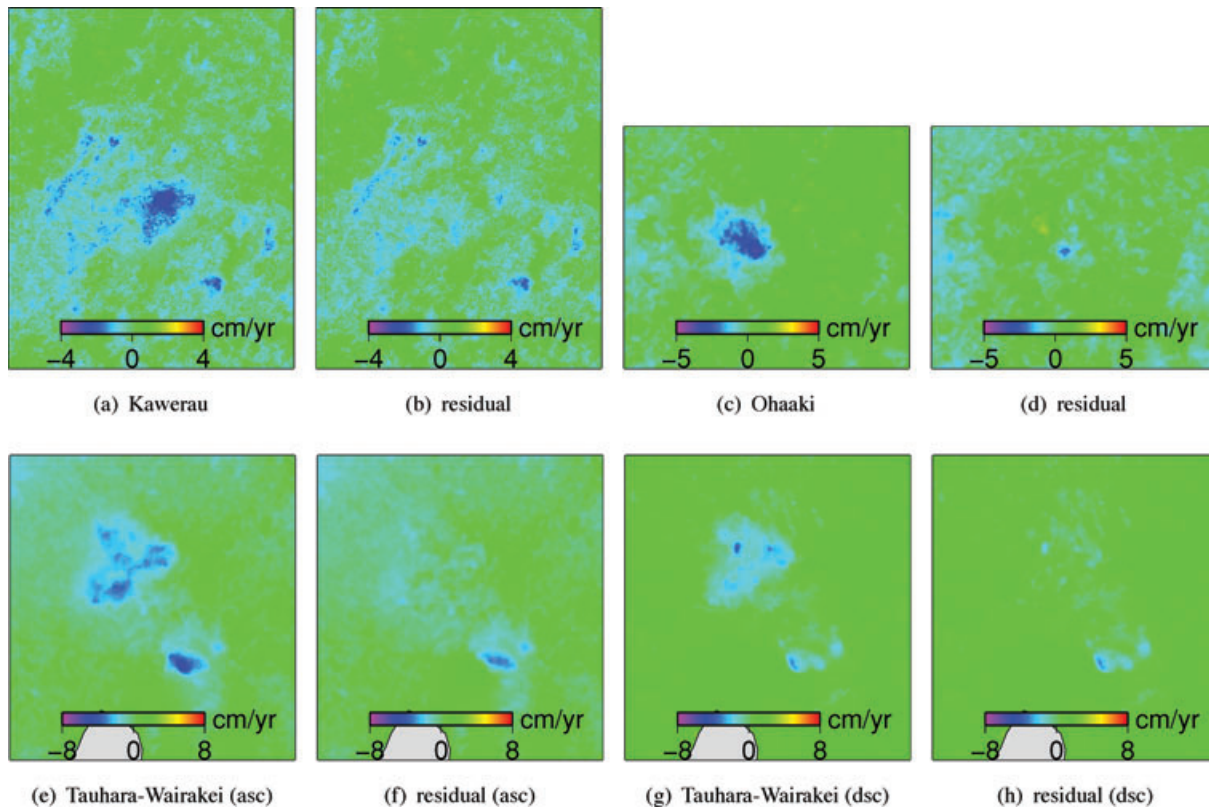 cm/yr cm/yr cm/yr cm/yr
−4 0 4 −4 0 4 −5 0 5 −5 0 5
(a) Kawerau (b) residual (c) Ohaaki (d) residual
cm/yr cm/yr cm/yr cm/yr
−8 0 8 −8 0 8 −8 0 8 −8 0 8
(e) Tauhara-Wairakei (asc) (f) residual (asc) (g) Tauhara-Wairakei (dsc) (h) residual (dsc)